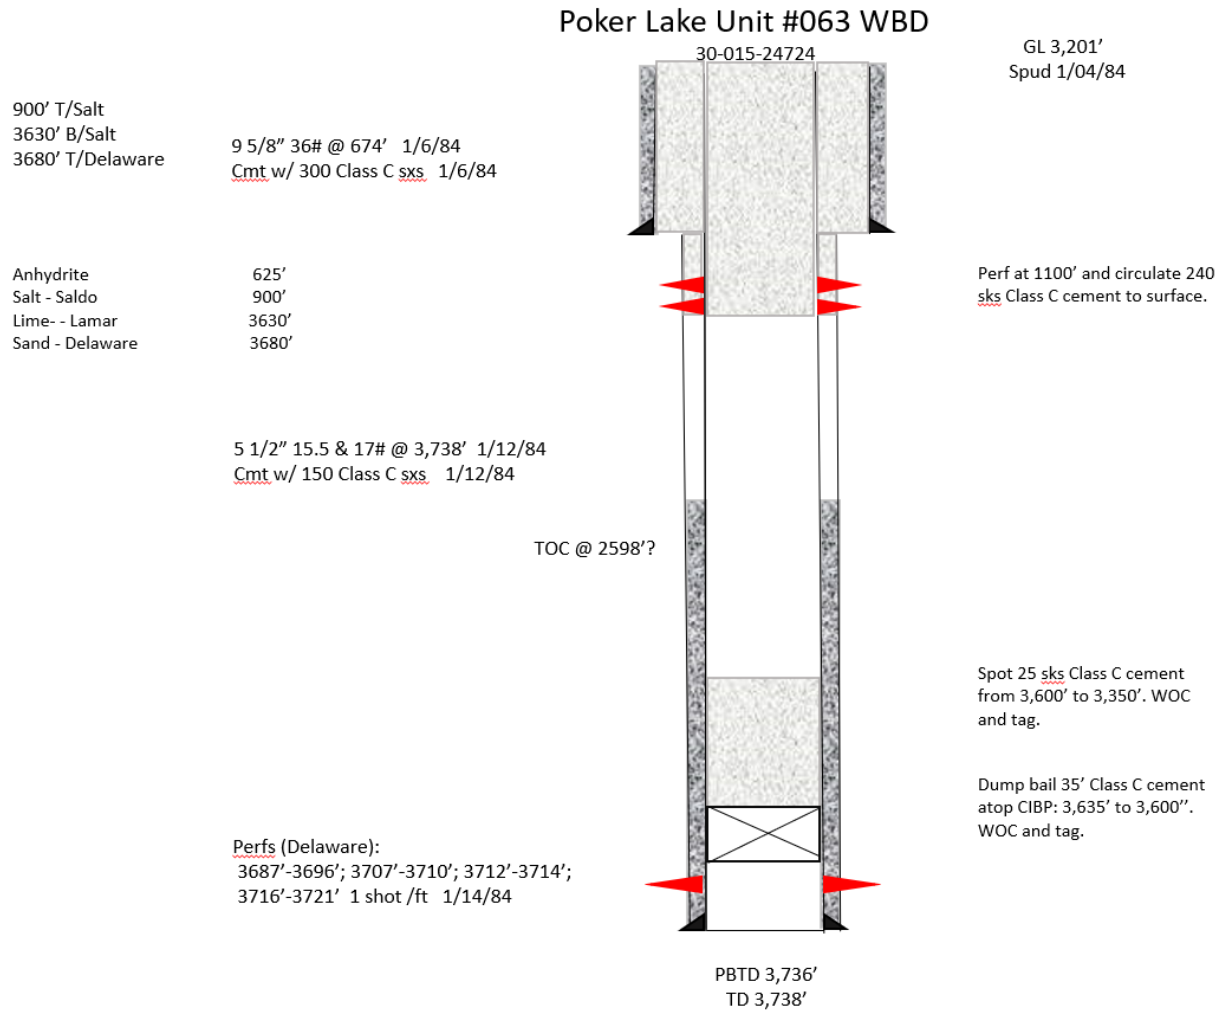 Poker Lake Unit #063 WBD
30-015-24724
GL 3,201’
Spud 1/04/84
900’ T/Salt
3630’ B/Salt
3680’ T/Delaware
9 5/8” 36# @ 674’ 1/6/84
Cmt w/ 300 Class C sxs 1/6/84
Anhydrite 625’
Salt - Saldo 900’
Lime- - Lamar 3630’
Sand - Delaware 3680’
Perf at 1100’ and circulate 240
sks Class C cement to surface.
5 1/2” 15.5 & 17# @ 3,738’ 1/12/84
Cmt w/ 150 Class C sxs 1/12/84
TOC @ 2598’?
Spot 25 sks Class C cement
from 3,600’ to 3,350’. WOC
and tag.
Dump bail 35’ Class C cement
atop CIBP: 3,635’ to 3,600’’.
WOC and tag.
Perfs (Delaware):
3687’-3696’; 3707’-3710’; 3712’-3714’;
3716’-3721’ 1 shot /ft 1/14/84
PBTD 3,736’
TD 3,738’